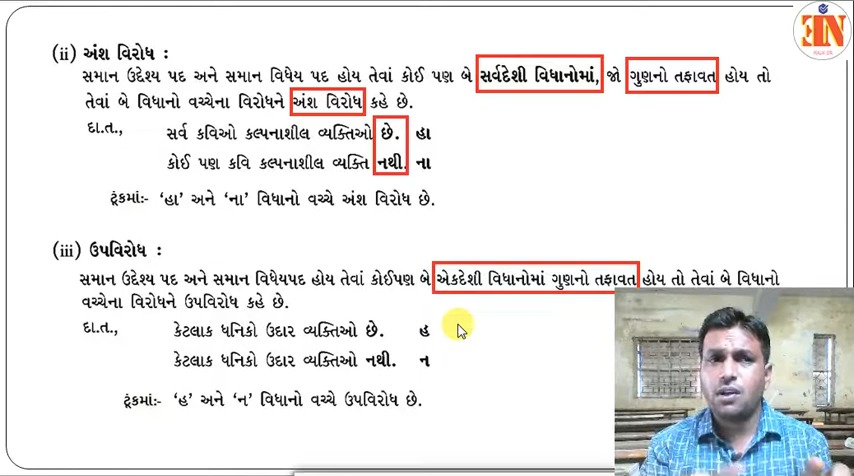 (ii) અંશ વિરોધ :
સમાન ઉદેશ્ય પદ અને સમાન વિધેય પદ હોય તેવાં કોઈ પણ બે સર્વદેશી વિધાનોમાં, જો ગુણનો તફાવત હોય તો
તેવાં બે વિધાનો વચ્ચેના વિરોધને અંશ વિરોધ કહે છે.
દા.ત., સર્વ કવિઓ કલ્પનાશીલ વ્યક્તિઓ છે. હા
કોઈ પણ કવિ કલ્પનાશીલ વ્યક્તિ નથી. ના
ટૂંકમાં:- ‘હા’ અને ‘ના’ વિધાનો વચ્ચે અંશ વિરોધ છે.
(iii) ઉપવિરોધ :
સમાન ઉદેશ્ય પદ અને સમાન વિધેયપદ હોય તેવાં કોઈપણ બે એકદેશી વિધાનોમાં ગુણનો તફાવત હોય તો તેવાં બે વિધાનો
વચ્ચેના વિરોધને ઉપવિરોધ કહે છે.
દા.ત., કેટલાક ધનિકો ઉદાર વ્યક્તિઓ છે. હ
કેટલાક ધનિકો ઉદાર વ્યક્તિઓ નથી. ન
ટૂંકમાં:- ‘હ’ અને ‘ન’ વિધાનો વચ્ચે ઉપવિરોધ છે.